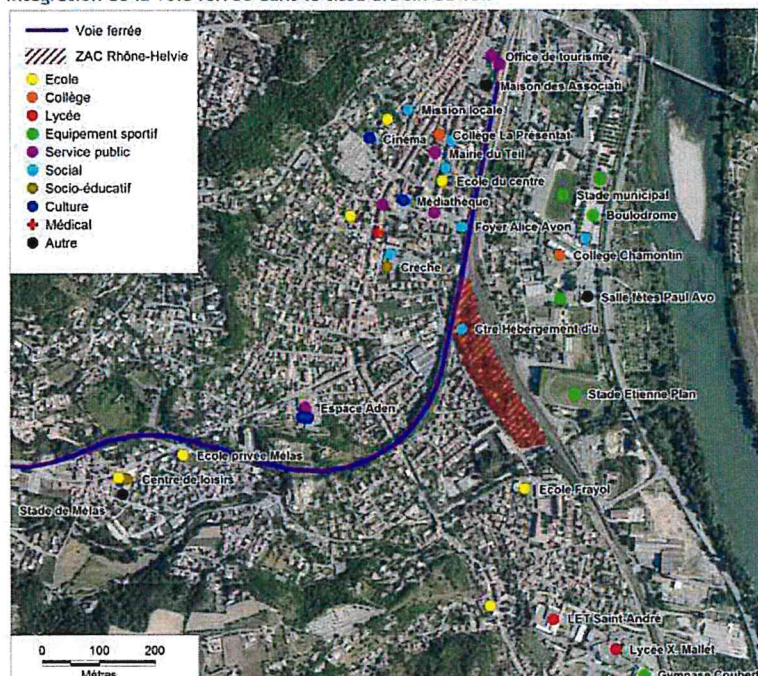 Voie ferrée
ZAC Rhône-Helvie
Ecole
Collège
Lycée
Equipement sportif
Service public
Social
Socio-éducatif
Culture
Médical
Autre
Office de tourisme
Maison des Associati
Mission locale
Cinéma
Collège La Présentat
Mairie du Teil
Ecole du centre
Stade municipal
Médiathèque
Boulodrome
Foyer Alice Avon
Collège Chamontin
Crèche
Salle fêtes Paul Avo
Ctre Hébergement d'u
Stade Etienne Plan
Espace Aden
Ecole privée Mélas
Centre de loisirs
Stade de Mélas
Ecole Frayol
LET Saint-André
Lycée X. Mallet
0 100 200
Mètres